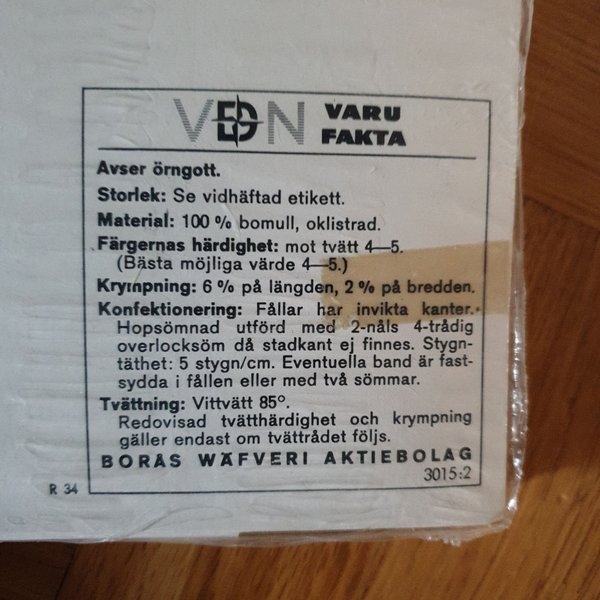 VDN VARU
FAKTA
Avser örngott.
Storlek: Se vidhäftad etikett.
Material: 100 % bomull, oklistrad.
Färgernas härdighet: mot tvätt 4—5.
(Bästa möjliga värde 4—5.)
Krympning: 6 % på längden, 2 % på bredden.
Konfektionering: Fållar har invikta kanter.
Hopsömnad utförd med 2-nåls 4-trådig
overlocksöm då stadkant ej finnes. Stygn-
täthet: 5 stygn/cm. Eventuella band är fast-
sydda i fållen eller med två sömmar.
Tvättning: Vittvätt 85°.
Redovisad tvätthärdighet och krympning
gäller endast om tvättrådet följs.
BORÅS WÄFVERI AKTIEBOLAG
3015:2
R 34